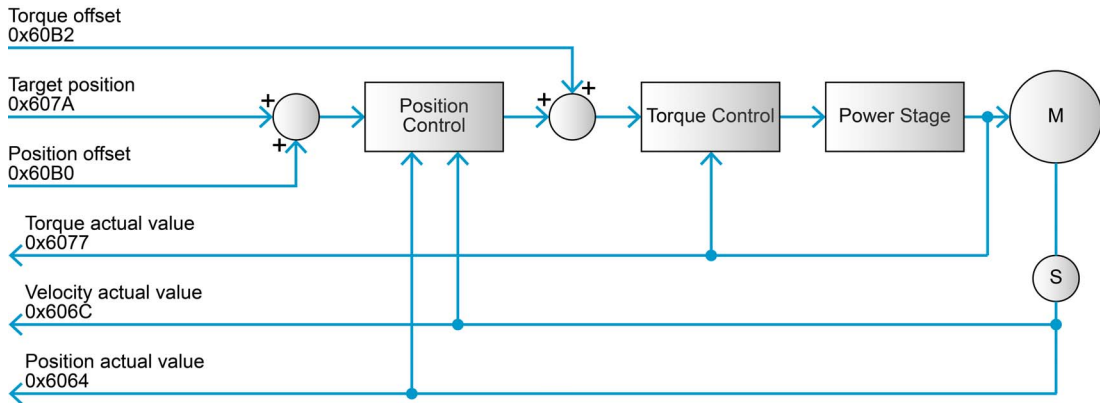 Torque offset
0x60B2
Target position
0x607A
+
+
Position offset
0x60B0
Position
Control
+
+
Torque Control
Power Stage
M
Torque actual value
0x6077
S
Velocity actual value
0x606C
Position actual value
0x6064